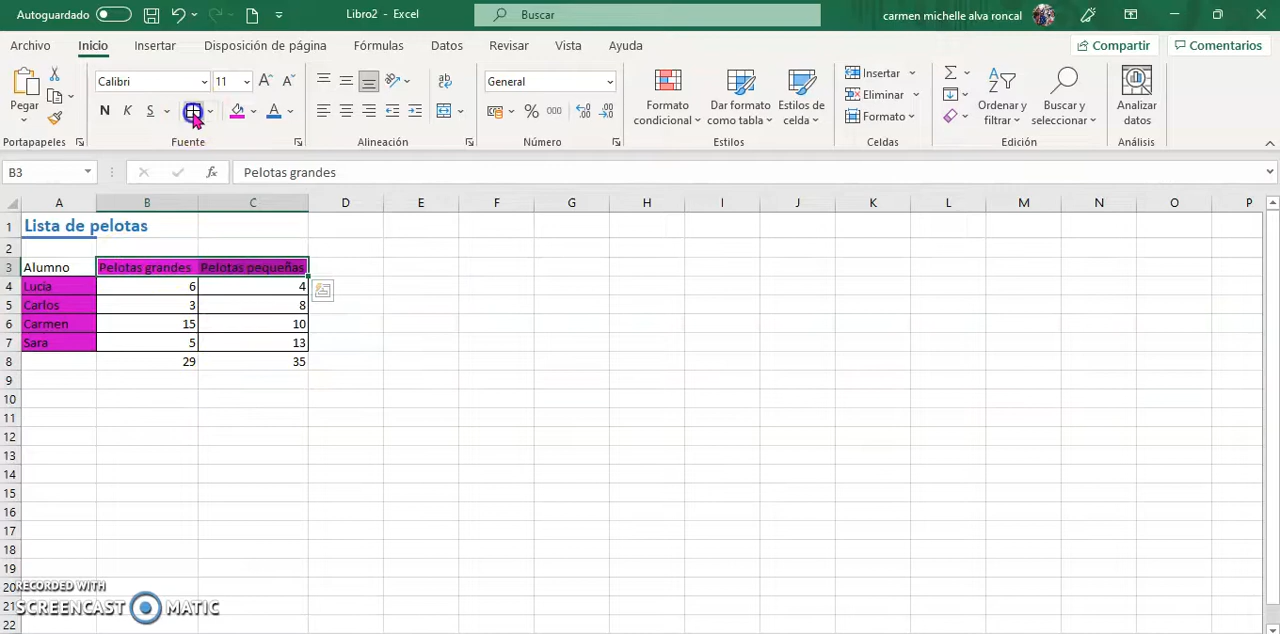 Autoguardado
Libro2 - Excel
Buscar
carmen michelle alva roncal
Archivo Inicio Insertar Disposición de página Fórmulas Datos Revisar Vista Ayuda
Compartir Comentarios
Pegar
Calibri 11
N K S
A A
A
General
% 000
Formato condicional
Dar formato como tabla
Estilos de celda
Insertar
Eliminar
Formato
Ordenar y filtrar
Buscar y seleccionar
Analizar datos
Portapapeles Fuente Alineación Número Estilos Celdas Edición Análisis
B3 fx Pelotas grandes
A B C D E F G H I J K L M N O P
1 Lista de pelotas
2
3 Alumno Pelotas grandes Pelotas pequeñas
4 Lucía 6 4
5 Carlos 3 8
6 Carmen 15 10
7 Sara 5 13
8 29 35
9
10
11
12
13
14
15
16
17
18
19
20
21
22
RECORDED WITH
SCREENCAST MATIC